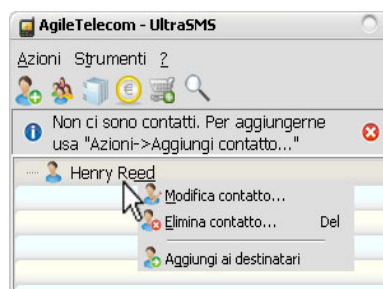 AgileTelecom - UltraSMS
Azioni Strumenti ?
Non ci sono contatti. Per aggiungerne
usa "Azioni->Aggiungi contatto..."
Henry Reed
Modifica contatto...
Elimina contatto... Del
Aggiungi ai destinatari